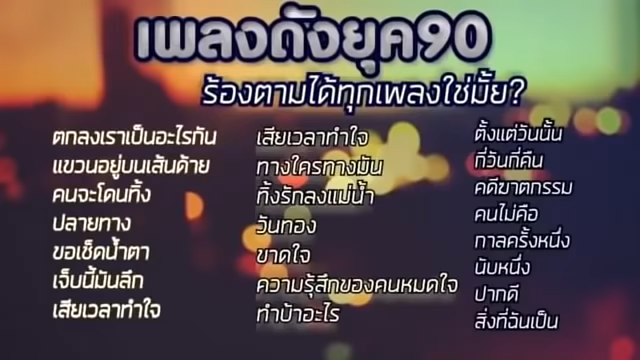 เพลงดังยุค90
ร้องตามได้ทุกเพลงใช่มั้ย?
ตกลงเราเป็นอะไรกัน
แขวนอยู่บนเส้นด้าย
คนจะโดนทิ้ง
ปลายทาง
ขอเช็ดน้ำตา
เจ็บนี้มันลึก
เสียเวลาทำใจ
เสียเวลาทำใจ
ทางใครทางมัน
ทิ้งรักลงแม่น้ำ
วันทอง
ขาดใจ
ความรู้สึกของคนหมดใจ
ทำบ้าอะไร
ตั้งแต่วันนั้น
กี่วันกี่คืน
คดีฆาตกรรม
คนไม่คือ
กาลครั้งหนึ่ง
นับหนึ่ง
ปากดี
สิ่งที่ฉันเป็น